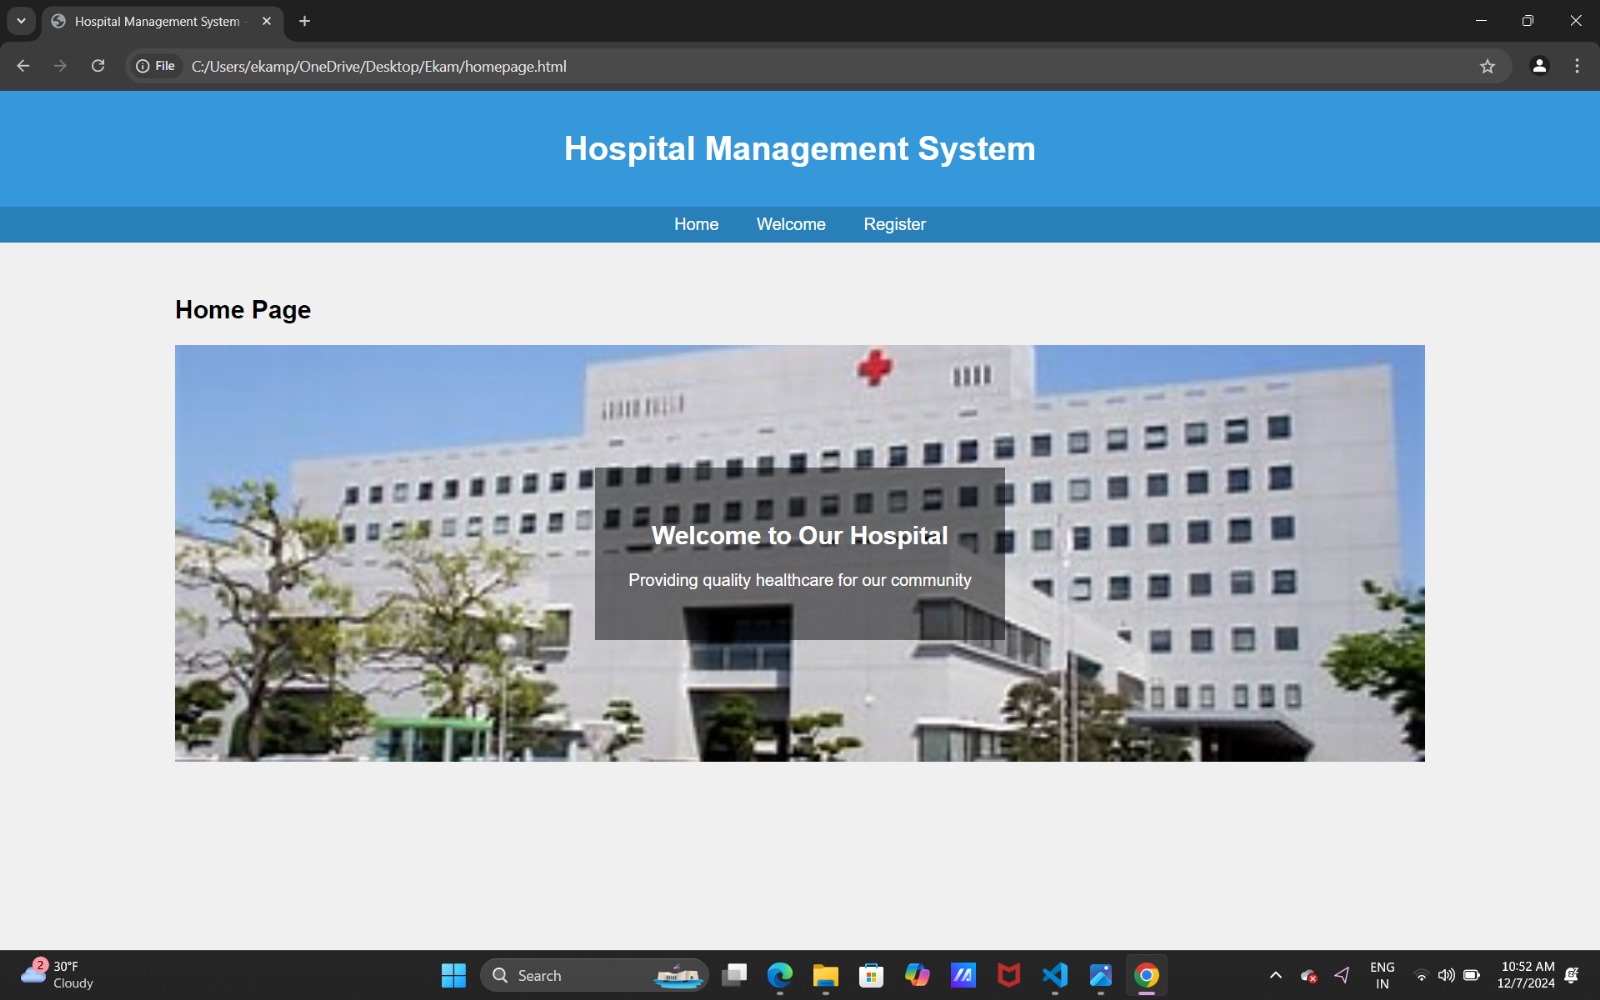 Hospital Management System
File
C:/Users/ekamp/OneDrive/Desktop/Ekam/homepage.html
Hospital Management System
Home Welcome Register
Home Page
Welcome to Our Hospital
Providing quality healthcare for our community
2
30°F
Cloudy
Search
ENG
IN
10:52 AM
12/7/2024